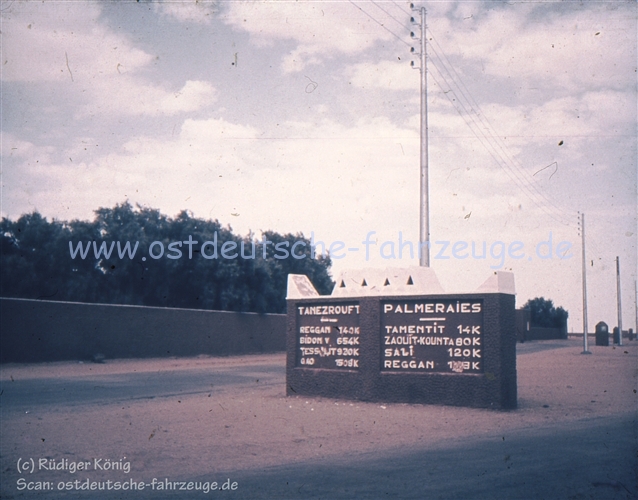 www.ostdeutsche-fahrzeuge.de
TANEZROUFT
REGGAN 140K
BIDON V 654K
920K
GAO
PALMERAIES
TAMENTIT 14K
ZAOUÏT-KOUNTA 80K
SALI 120K
REGGAN
(c) Rüdiger König
Scan: ostdeutsche-fahrzeuge.de